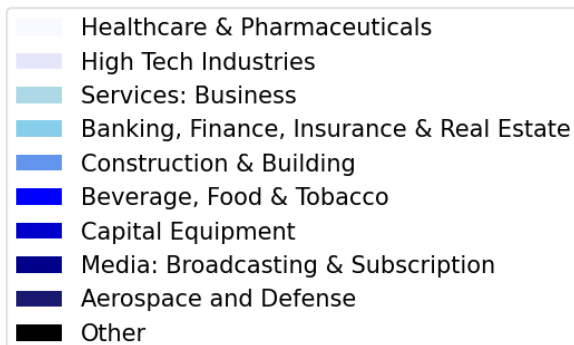 Healthcare & Pharmaceuticals
High Tech Industries
Services: Business
Banking, Finance, Insurance & Real Estate
Construction & Building
Beverage, Food & Tobacco
Capital Equipment
Media: Broadcasting & Subscription
Aerospace and Defense
Other